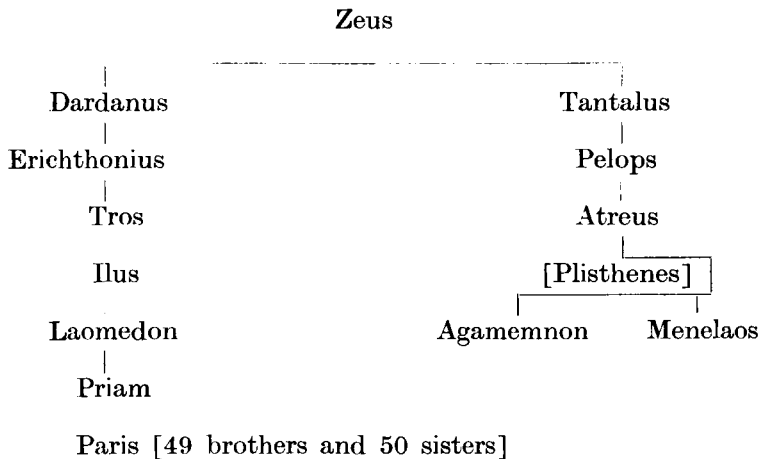 Zeus
Dardanus Tantalus
Erichthonius Pelops
Tros Atreus
Ilus [Plisthenes]
Laomedon Agamemnon Menelaos
Priam
Paris [49 brothers and 50 sisters]